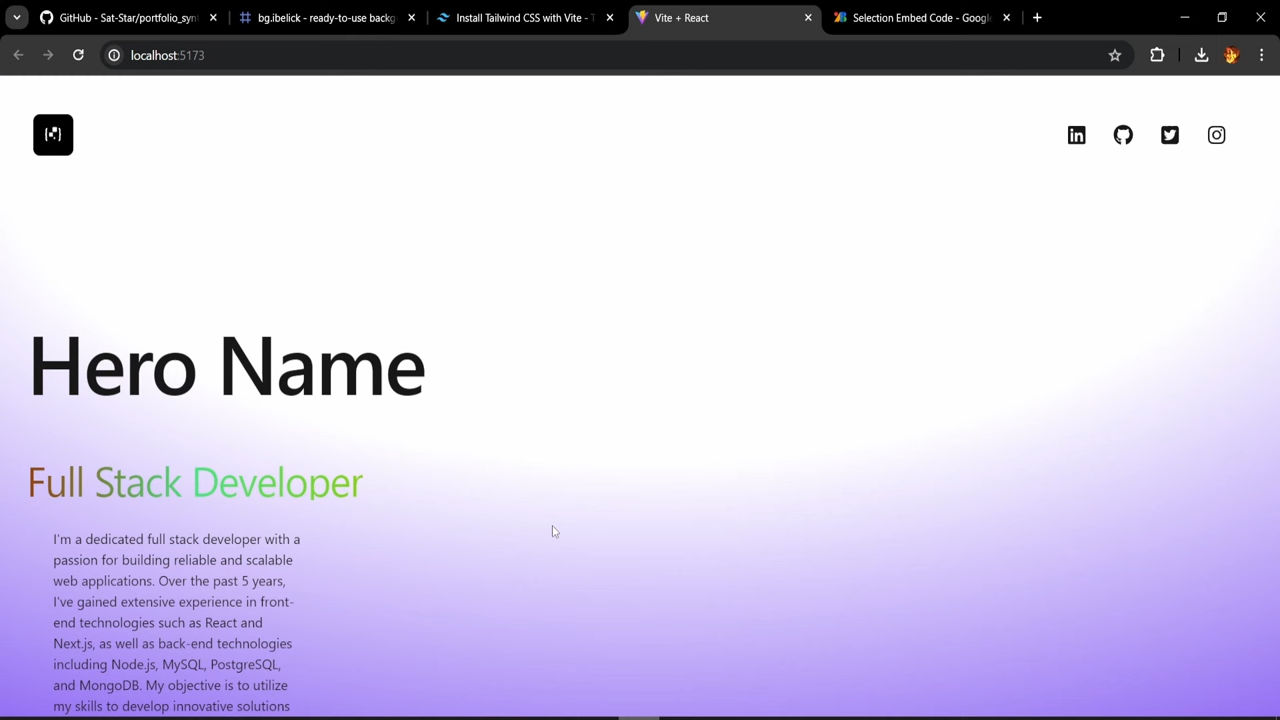 GitHub - Sat-Star/portfolio_synt
bg.ibelick - ready-to-use backg
Install Tailwind CSS with Vite - T
Vite + React
Selection Embed Code - Google
localhost:5173
Hero Name
Full Stack Developer
I'm a dedicated full stack developer with a
passion for building reliable and scalable
web applications. Over the past 5 years,
I've gained extensive experience in front-
end technologies such as React and
Next.js, as well as back-end technologies
including Node.js, MySQL, PostgreSQL,
and MongoDB. My objective is to utilize
my skills to develop innovative solutions